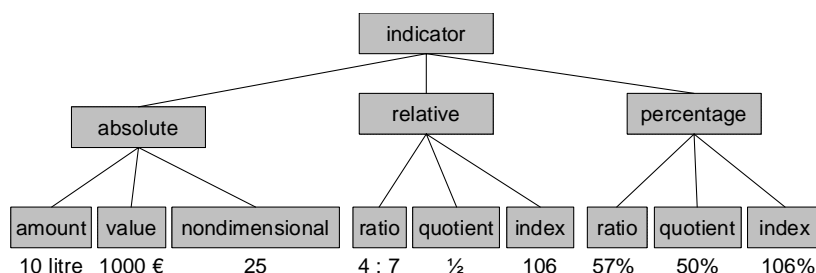 indicator
absolute relative percentage
amount value nondimensional ratio quotient index ratio quotient index
10 litre 1000 € 25 4 : 7 ½ 106 57% 50% 106%